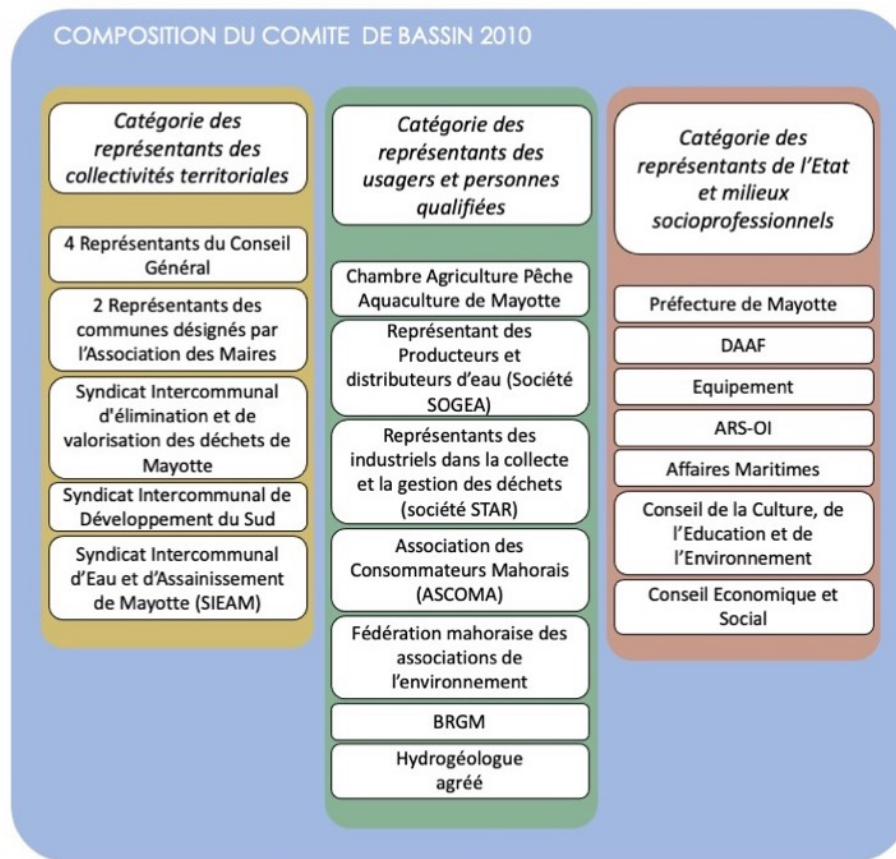 COMPOSITION DU COMITE DE BASSIN 2010
Catégorie des
représentants des
collectivités territoriales
4 Représentants du Conseil
Général
2 Représentants des
communes désignés par
l'Association des Maires
Syndicat Intercommunal
d'élimination et de
valorisation des déchets de
Mayotte
Syndicat Intercommunal de
Développement du Sud
Syndicat Intercommunal
d'Eau et d'Assainissement
de Mayotte (SIEAM)
Catégorie des
représentants des
usagers et personnes
qualifiées
Chambre Agriculture Pêche
Aquaculture de Mayotte
Représentant des
Producteurs et
distributeurs d'eau (Société
SOGEA)
Représentants des
industriels dans la collecte
et la gestion des déchets
(société STAR)
Association des
Consommateurs Mahorais
(ASCOMA)
Fédération mahoraise des
associations de
l'environnement
BRGM
Hydrogéologue
agréé
Catégorie des
représentants de l'Etat
et milieux
socioprofessionnels
Préfecture de Mayotte
DAAF
Equipement
ARS-OI
Affaires Maritimes
Conseil de la Culture, de
l'Education et de
l'Environnement
Conseil Economique et
Social